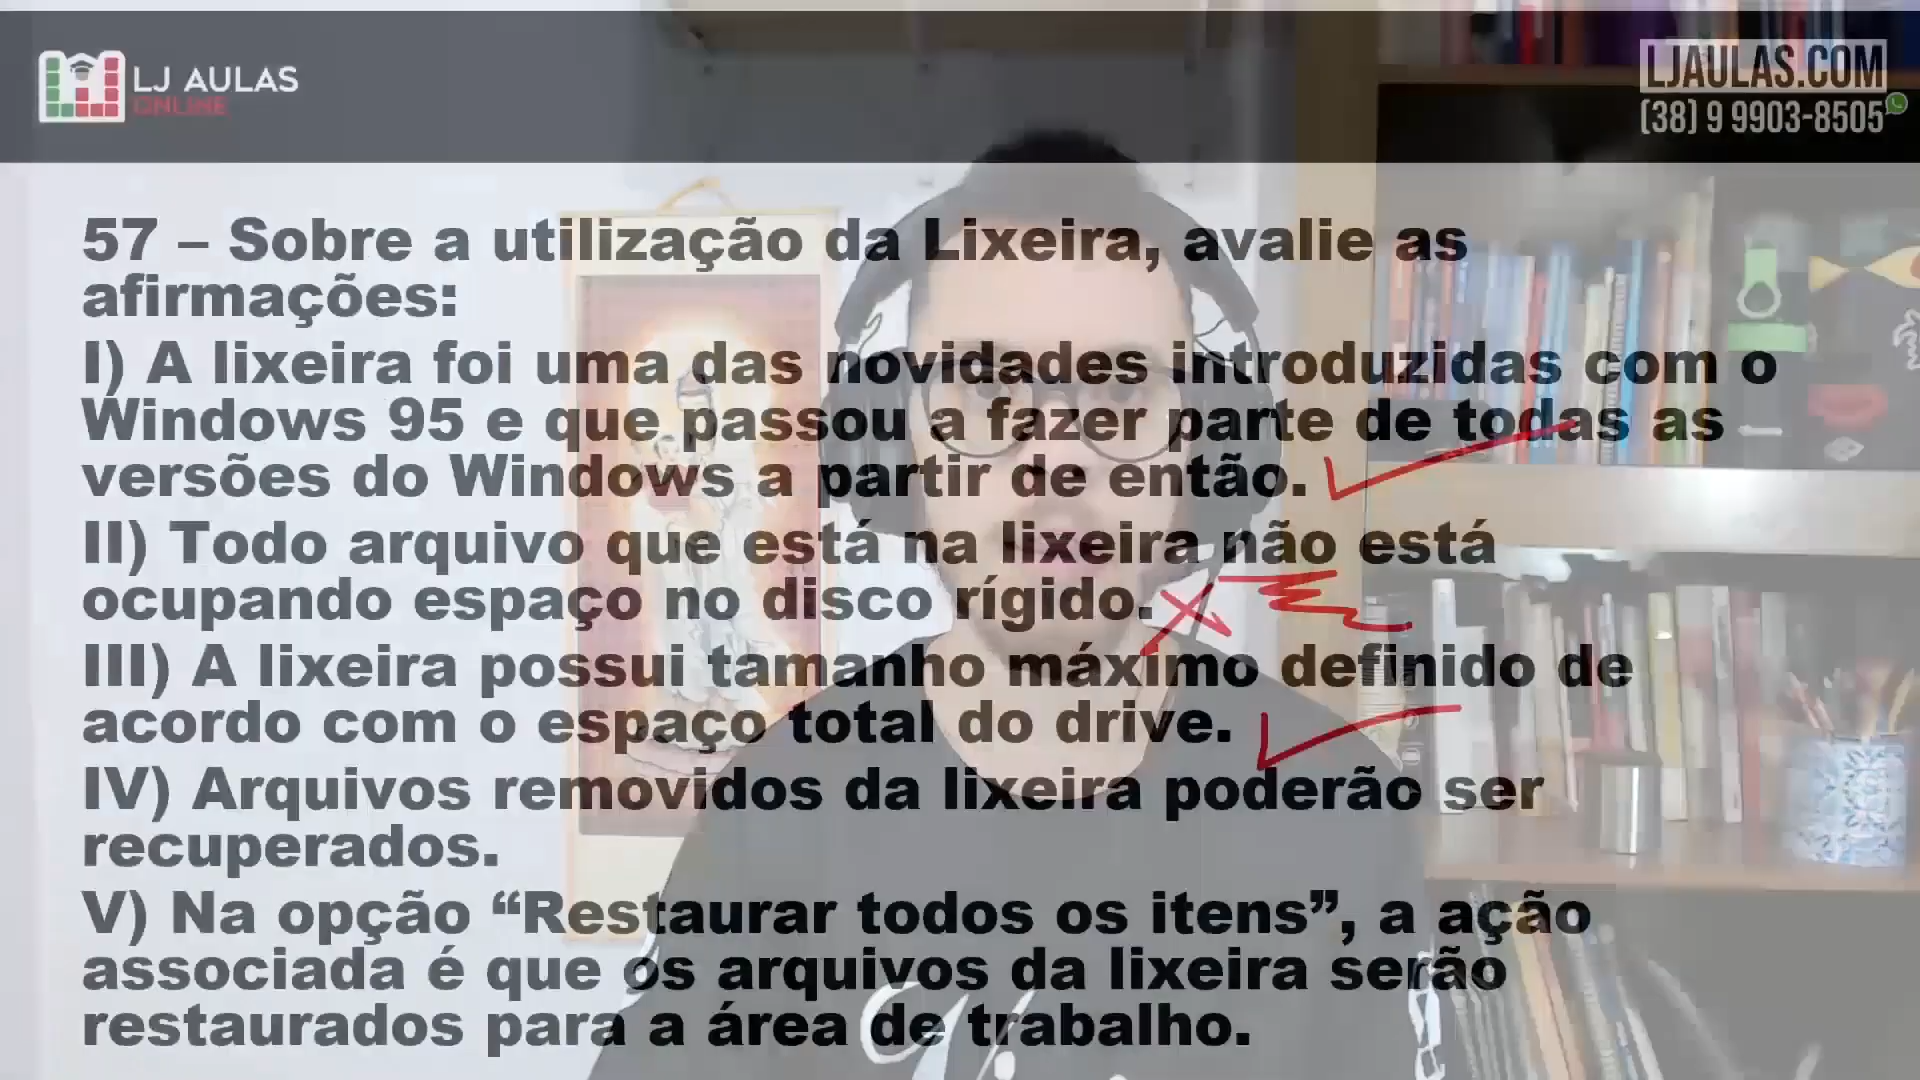 LJ AULAS
ONLINE
LJAULAS.COM
(38) 9 9903-8505
57 – Sobre a utilização da Lixeira, avalie as
afirmações:
I) A lixeira foi uma das novidades introduzidas com o
Windows 95 e que passou a fazer parte de todas as
versões do Windows a partir de então.
II) Todo arquivo que está na lixeira não está
ocupando espaço no disco rígido.
III) A lixeira possui tamanho máximo definido de
acordo com o espaço total do drive.
IV) Arquivos removidos da lixeira poderão ser
recuperados.
V) Na opção “Restaurar todos os itens”, a ação
associada é que os arquivos da lixeira serão
restaurados para a área de trabalho.